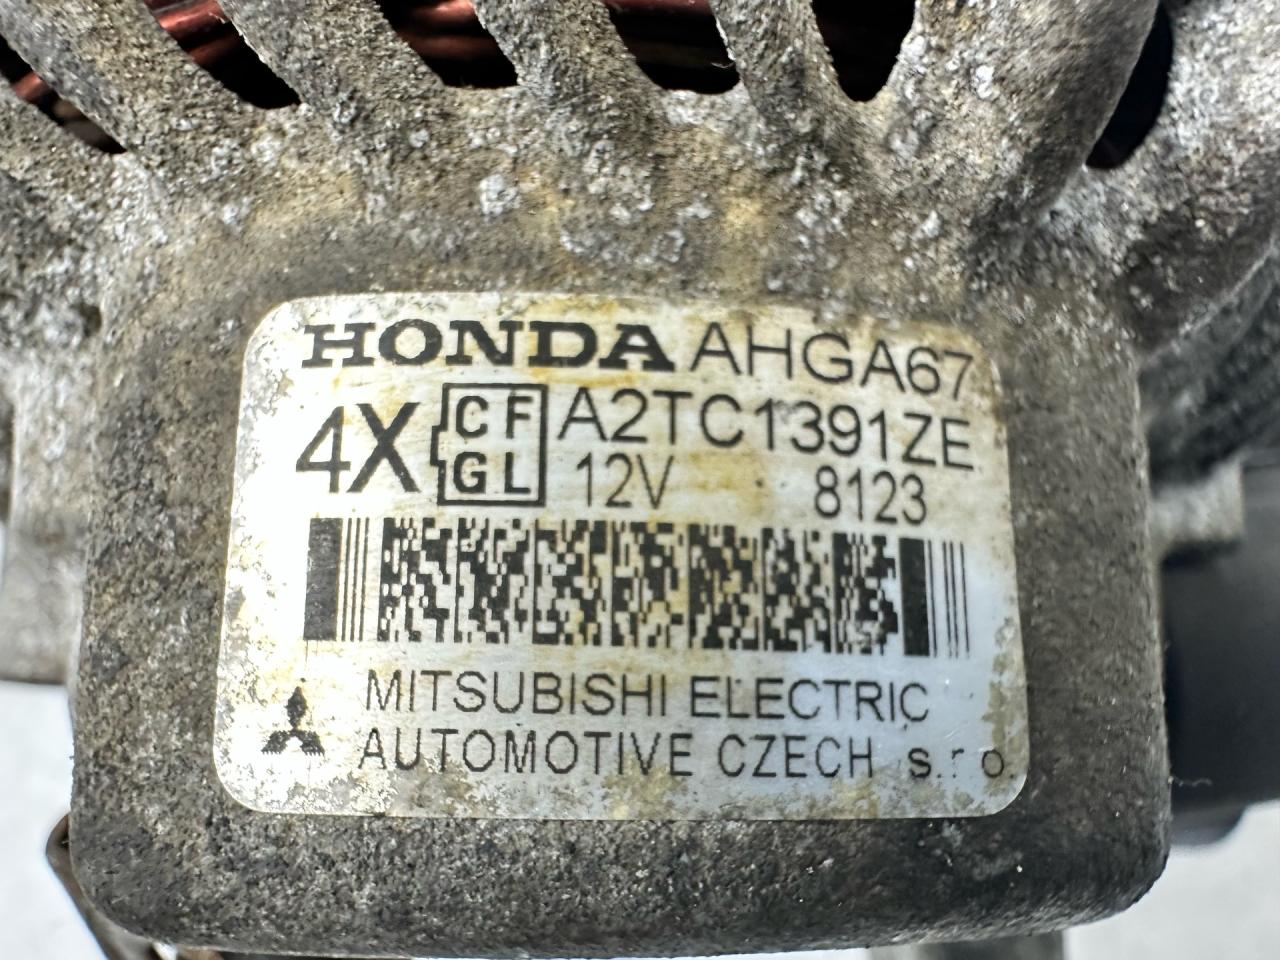 HONDA AHGA67
4X CF GL A2TC1391ZE
12V 8123
MITSUBISHI ELECTRIC
AUTOMOTIVE CZECH s.r.o.